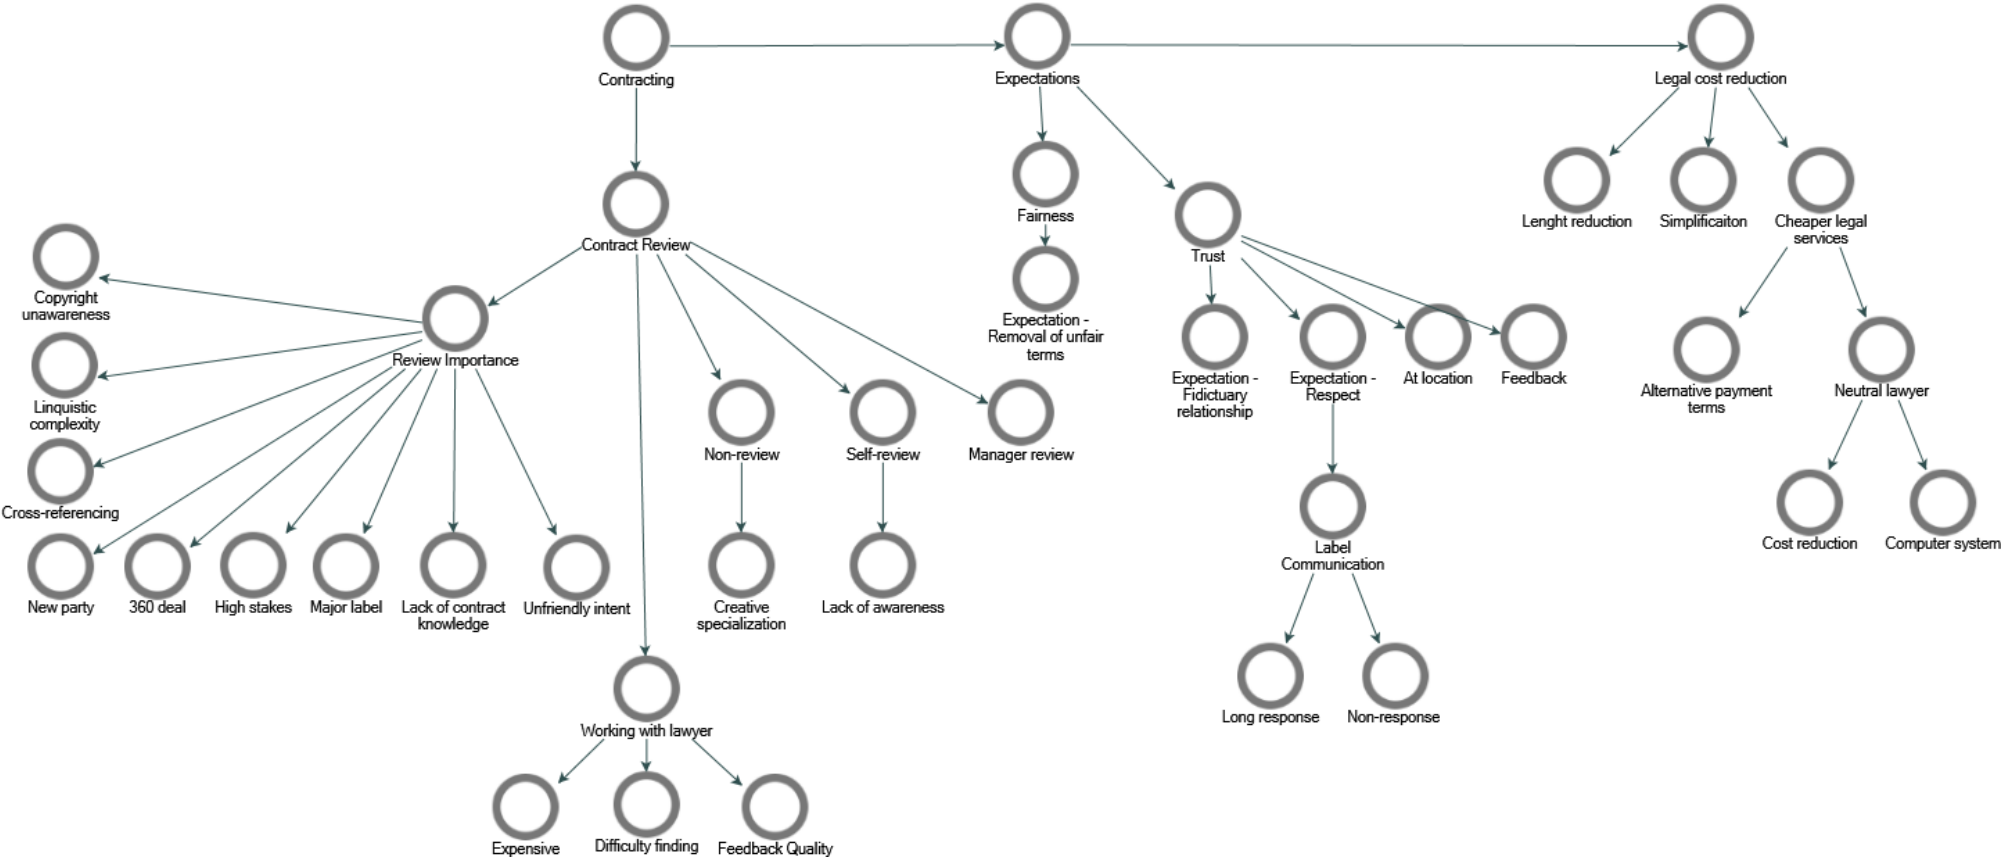 Contracting
Expectations
Legal cost reduction
Fairness
Lenght reduction
Simplificaiton
Cheaper legal
services
Contract Review
Trust
Copyright
unawareness
Review Importance
Expectation -
Removal of unfair
terms
Expectation -
Fidictuary
relationship
Expectation -
Respect
At location
Feedback
Alternative payment
terms
Neutral lawyer
Linquistic
complexity
Non-review
Self-review
Manager review
Cross-referencing
Label
Communication
Cost reduction
Computer system
New party
360 deal
High stakes
Major label
Lack of contract
knowledge
Unfriendly intent
Creative
specialization
Lack of awareness
Long response
Non-response
Working with lawyer
Expensive
Difficulty finding
Feedback Quality